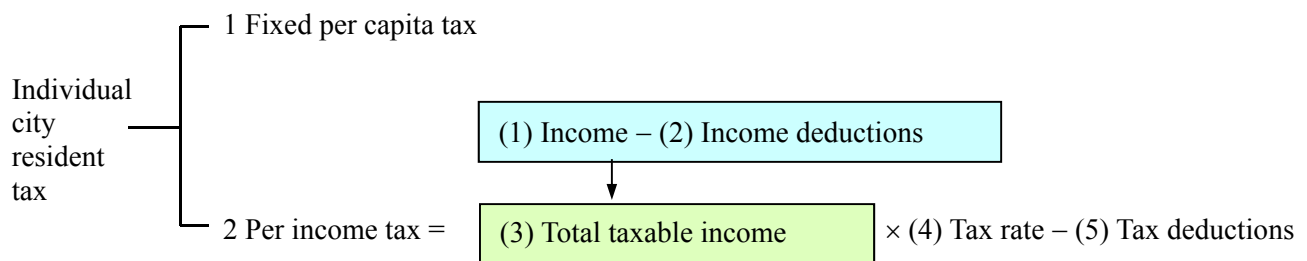 1 Fixed per capita tax
Individual
city
resident
tax
(1) Income – (2) Income deductions
2 Per income tax = (3) Total taxable income × (4) Tax rate – (5) Tax deductions